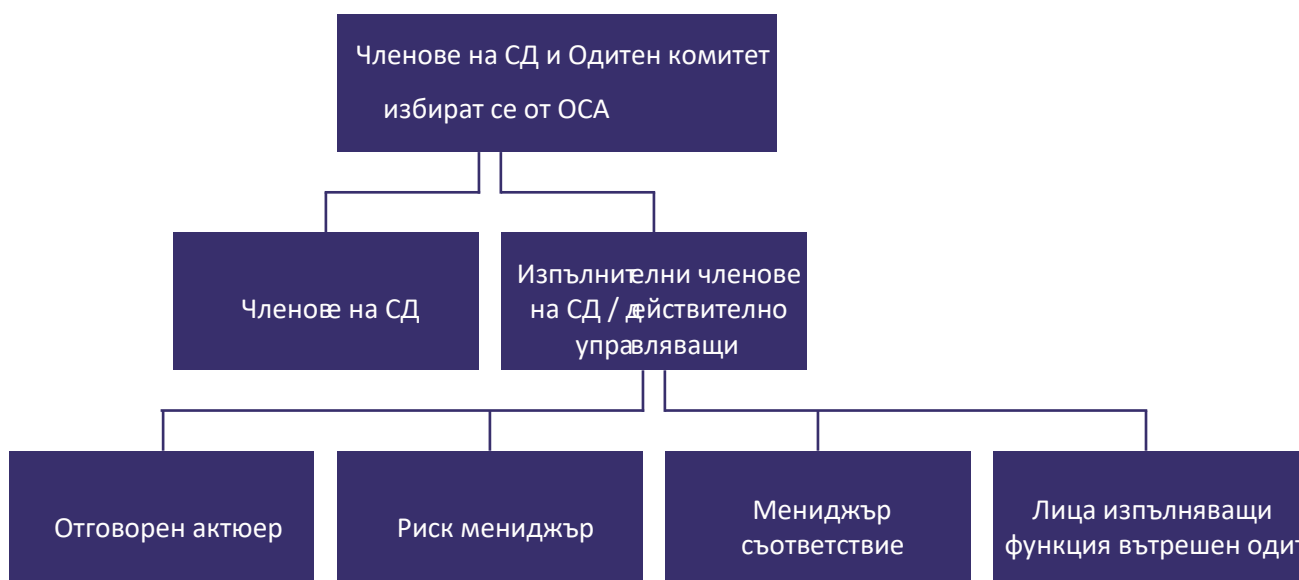 Членове на СД и Одитен комитет
избират се от ОСА
Членове на СД
Изпълнителни членове
на СД / действително
управляващи
Отговорен актюер
Риск мениджър
Мениджър
съответствие
Лица изпълняващи
функция вътрешен одит